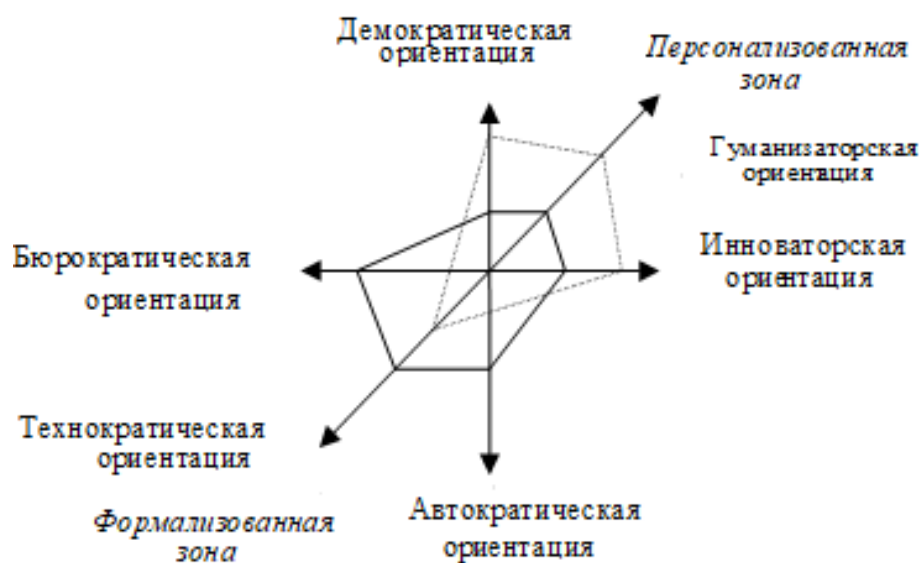 Демократическая
ориентация
Персонализованная
зона
Гуманизаторская
ориентация
Бюрократическая
ориентация
Инноваторская
ориентация
Технократическая
ориентация
Формализованная
зона
Автократическая
ориентация